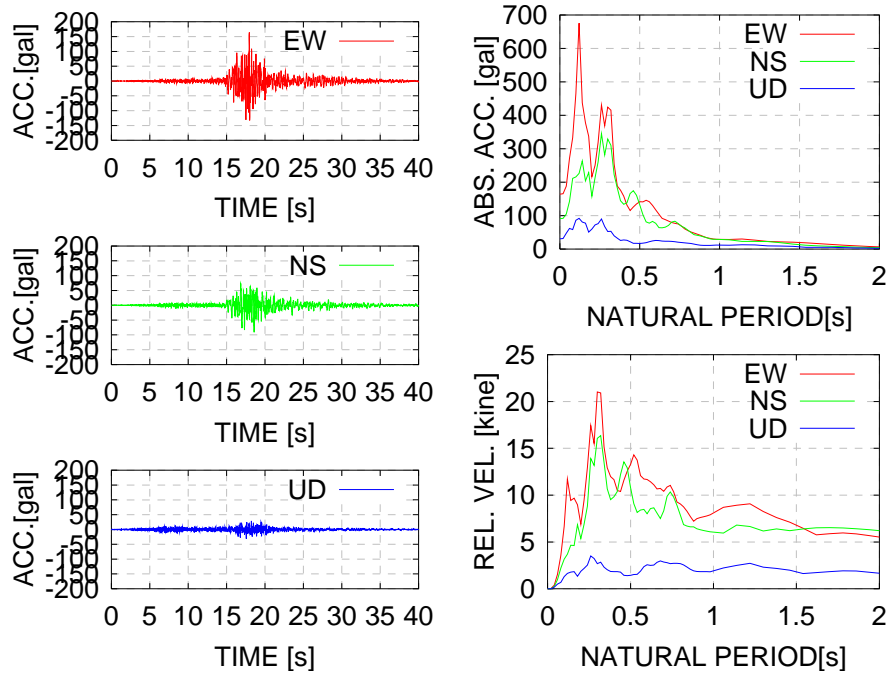 200
150
100
50
0
-50
-100
-150
-200
ACC.[gal]
EW
0 5 10 15 20 25 30 35 40
TIME [s]
200
150
100
50
0
-50
-100
-150
-200
ACC.[gal]
NS
0 5 10 15 20 25 30 35 40
TIME [s]
200
150
100
50
0
-50
-100
-150
-200
ACC.[gal]
UD
0 5 10 15 20 25 30 35 40
TIME [s]
700
600
500
400
300
200
100
0
ABS. ACC. [gal]
EW
NS
UD
0 0.5 1 1.5 2
NATURAL PERIOD[s]
25
20
15
10
5
0
REL. VEL. [kine]
EW
NS
UD
0 0.5 1 1.5 2
NATURAL PERIOD[s]